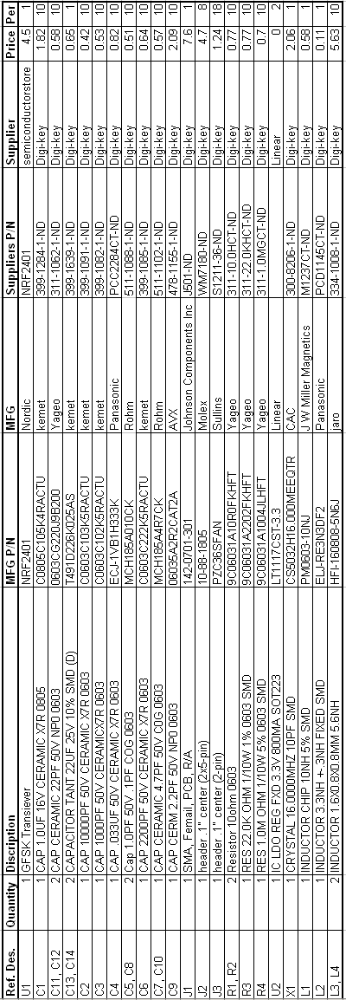 Ref. Des. Quantity Discription MFG P/N MFG Suppliers P/N Supplier Price Per
U1 1 GFSK Transiever NRF2401 Nordic NRF2401 semiconductorstore 4.5 1
C1 1 CAP 1.0UF 16V CERAMIC X7R 0805 C0805C105K4RACTU kemet 399-1284-1-ND Digi-key 1.82 10
C11, C12 2 CAP CERAMIC 22PF 50V NP0 0603 0603CG220J9B200 Yageo 311-1062-1-ND Digi-key 0.58 10
C13, C14 2 CAPACITOR TANT 22UF 25V 10% SMD (D) T491D226K025AS kemet 399-1639-1-ND Digi-key 0.65 1
C2 1 CAP 10000PF 50V CERAMIC X7R 0603 C0603C103K5RACTU kemet 399-1091-1-ND Digi-key 0.42 10
C3 1 CAP 1000PF 50V CERAMICX7R 0603 C0603C102K5RACTU kemet 399-1082-1-ND Digi-key 0.53 10
C4 1 CAP .033UF 50V CERAMIC X7R 0603 ECJ-1VB1H333K Panasonic PCC2284CT-ND Digi-key 0.82 10
C5, C8 2 Cap 1.0PF 50V .1PF COG 0603 MCH185A010CK Rohm 511-1088-1-ND Digi-key 0.51 10
C6 1 CAP 2200PF 50V CERAMIC X7R 0603 C0603C222K5RACTU kemet 399-1085-1-ND Digi-key 0.64 10
C7, C10 1 CAP CERAMIC 4.7PF 50V C0G 0603 MCH185A4R7CK Rohm 511-1102-1-ND Digi-key 0.57 10
C9 1 CAP CERM 2.2PF 50V NP0 0603 06035A2R2CAT2A AVX 478-1155-1-ND Digi-key 2.09 10
J1 1 SMA, Femail, PCB, R/A 142-0701-301 Johnson Components Inc J501-ND Digi-key 7.6 1
J2 1 header .1" center (2x5-pin) 10-88-1805 Molex WM7180-ND Digi-key 4.7 8
J3 1 header .1" center (2-pin) PZC36SFAN Sullins S1211-36-ND Digi-key 1.24 18
R1, R2 2 Resistor 10ohm 0603 9C06031A10R0FKHFT Yageo 311-10.0HCT-ND Digi-key 0.77 10
R3 1 RES 22.0K OHM 1/10W 1% 0603 SMD 9C06031A2202FKHFT Yageo 311-22.0KHCT-ND Digi-key 0.77 10
R4 1 RES 1.0M OHM 1/10W 5% 0603 SMD 9C06031A1004JLHFT Yageo 311-1.0MGCT-ND Digi-key 0.7 10
U2 1 IC LDO REG FXD 3.3V 800MA SOT223 LT1117CST-3.3 Linear Linear 0 2
X1 1 CRYSTAL 16.0000MHZ 10PF SMD CS5032H16.000MEEQTR CAC 300-8206-1-ND Digi-key 2.06 1
L1 1 INDUCTOR CHIP 10NH 5% SMD PM0603-10NJ J W Miller Magnetics M1237CT-ND Digi-key 0.58 1
L2 1 INDUCTOR 3.3NH +-.3NH FIXED SMD ELJ-RE3N3DF2 Panasonic PCD1145CT-ND Digi-key 0.11 1
L3, L4 2 INDUCTOR 1.6X0.8X0.8MM 5.6NH HFI-160808-5N6J iaro 334-1008-1-ND Digi-key 5.63 10